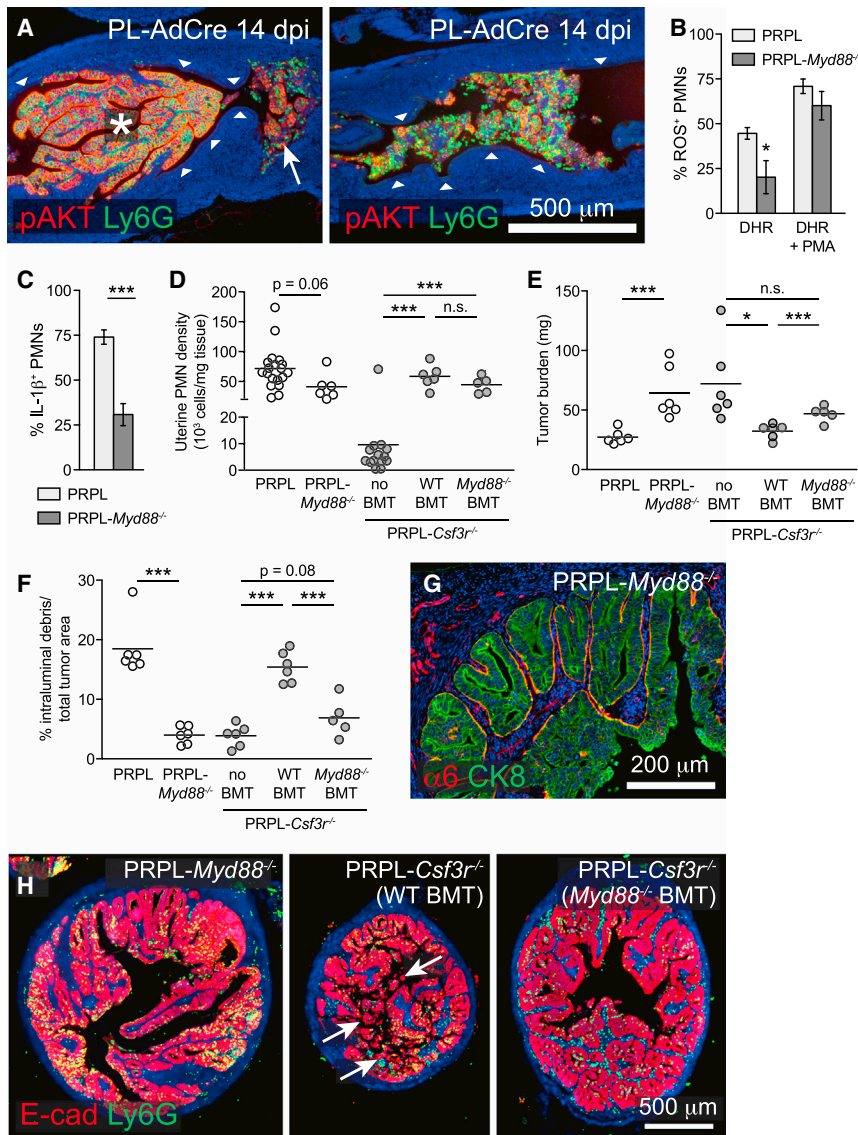 A
PL-AdCre 14 dpi
pAKT Ly6G
PL-AdCre 14 dpi
pAKT Ly6G
500 µm
B
PRPL
PRPL-Myd88-/
% ROS+ PMNs
75
50
25
0
*
DHR
DHR
+ PMA
C
% IL-1β+ PMNs
100
75
50
25
0
***
PRPL
PRPL-Myd88-/-
D
Uterine PMN density
(10³ cells/mg tissue)
200
150
100
50
10
5
0
p = 0.06
***
***
n.s.
PRPL
PRPL-
Myd88-/-
no
BMT
WT
BMT
Myd88-/-
BMT
PRPL-Csf3r-/-
E
Tumor burden (mg)
150
100
50
0
***
n.s.
*
***
PRPL
PRPL-
Myd88-/-
no
BMT
WT
BMT
Myd88-/-
BMT
PRPL-Csf3r-/-
F
% intraluminal debris/
total tumor area
30
20
10
0
***
p = 0.08
***
***
PRPL
PRPL-
Myd88-/-
no
BMT
WT
BMT
Myd88-/-
BMT
PRPL-Csf3r-/-
G
PRPL-Myd88-/-
α6 CK8
200 µm
H
PRPL-Myd88-/-
E-cad Ly6G
PRPL-Csf3r-/-
(WT BMT)
PRPL-Csf3r-/-
(Myd88-/- BMT)
500 µm